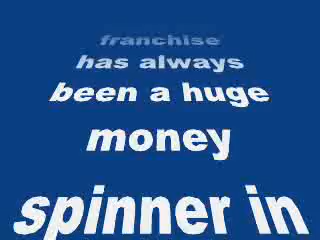 franchise
has always
been a huge
money
spinner in